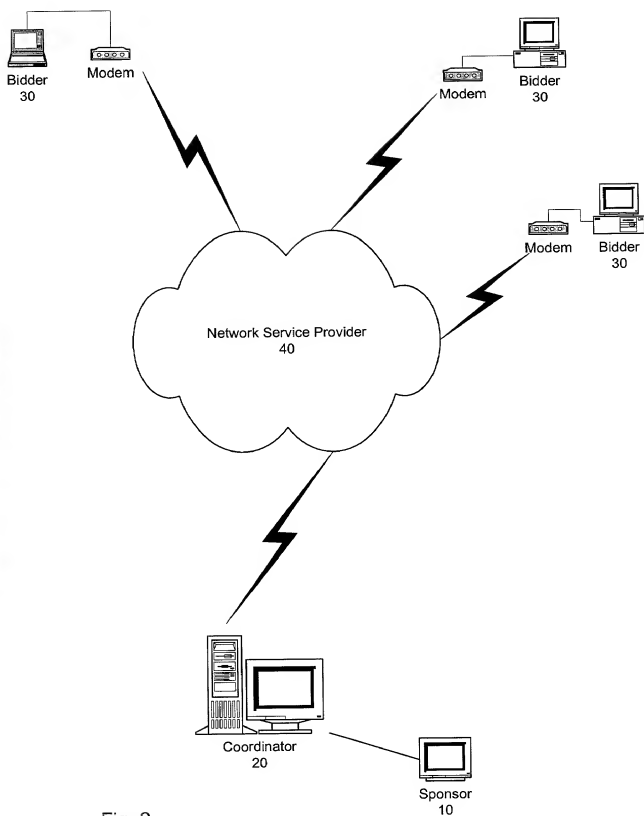 Bidder
30
Modem
Modem
Bidder
30
Modem
Bidder
30
Network Service Provider
40
Coordinator
20
Sponsor
10